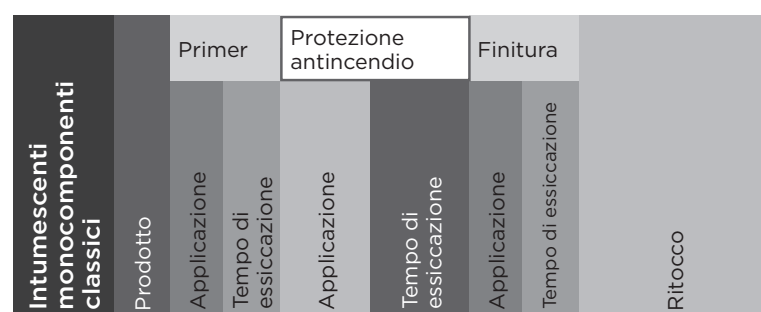 Primer
Protezione
antincendio
Finitura
Intumescenti
monocomponenti
classici
Prodotto
Applicazione
Tempo di
essiccazione
Applicazione
Tempo di
essiccazione
Applicazione
Tempo di essiccazione
Ritocco